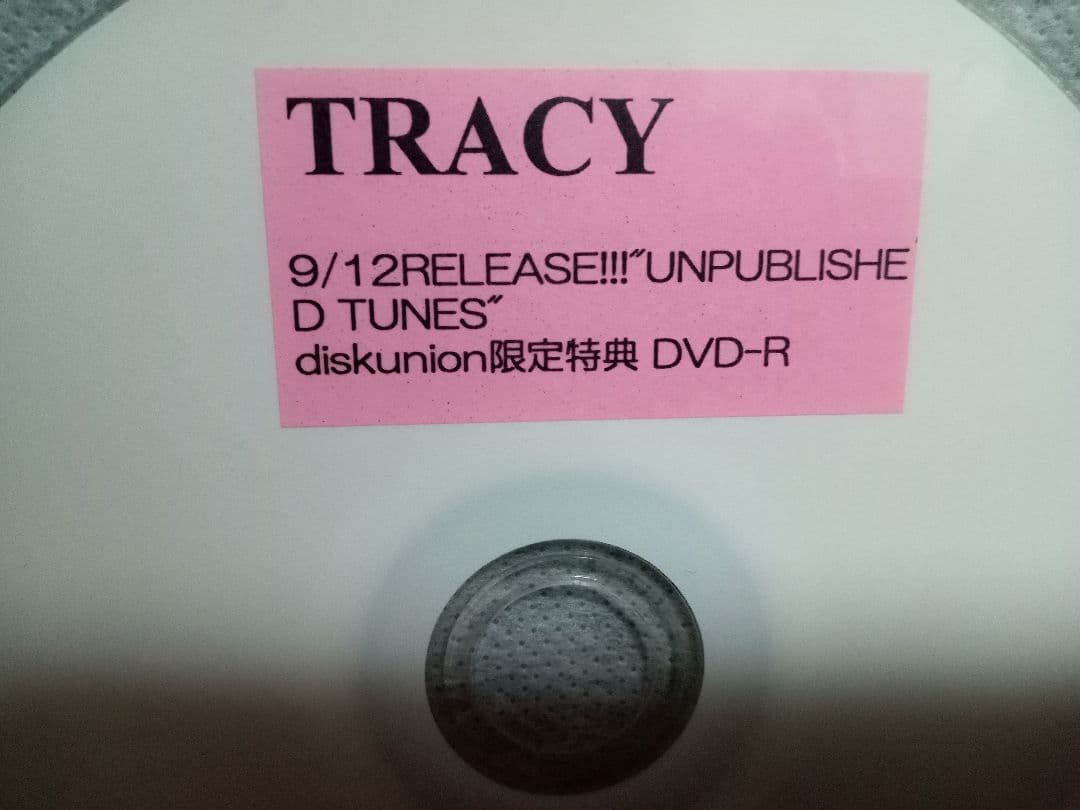 TRACY
9/12RELEASE!!!"UNPUBLISHE
D TUNES"
diskunion限定特典 DVD-R